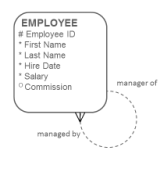 EMPLOYEE
# Employee ID
* First Name
* Last Name
* Hire Date
* Salary
o Commission
manager of
managed by